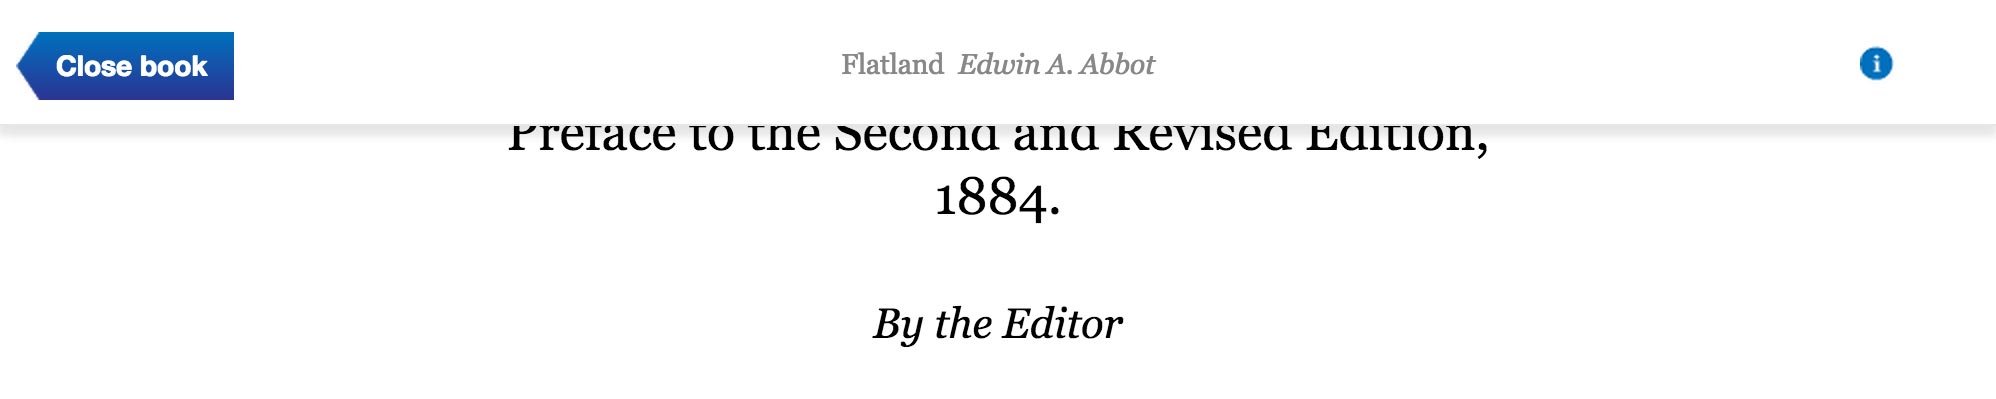 Close book
Flatland Edwin A. Abbot
Preface to the Second and Revised Edition,
1884.
By the Editor